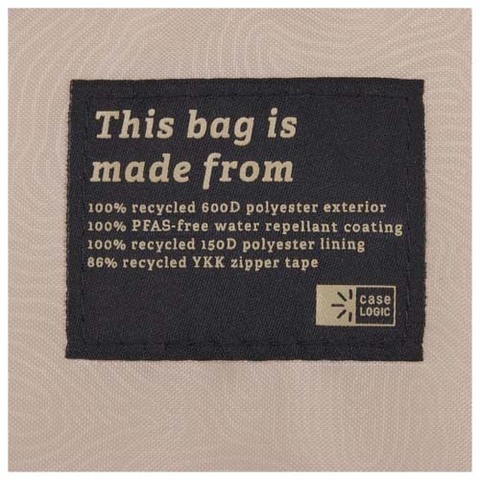 This bag is
made from
100% recycled 600D polyester exterior
100% PFAS-free water repellant coating
100% recycled 150D polyester lining
86% recycled YKK zipper tape
case
LOGIC